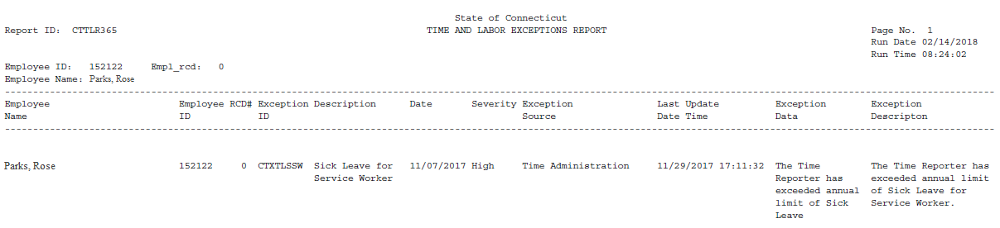 State of Connecticut
Report ID: CTTLR365 TIME AND LABOR EXCEPTIONS REPORT Page No. 1
Run Date 02/14/2018
Run Time 08:24:02
Employee ID: 152122 Empl_rcd: 0
Employee Name: Parks, Rose
Employee Employee RCD# Exception Description Date Severity Exception Last Update Exception Exception
Name ID ID Source Date Time Data Descripton
Parks, Rose 152122 0 CTXTLSSW Sick Leave for 11/07/2017 High Time Administration 11/29/2017 17:11:32 The Time The Time Reporter has
Service Worker Reporter has exceeded annual limit
exceeded annual of Sick Leave for
limit of Sick Service Worker.
Leave